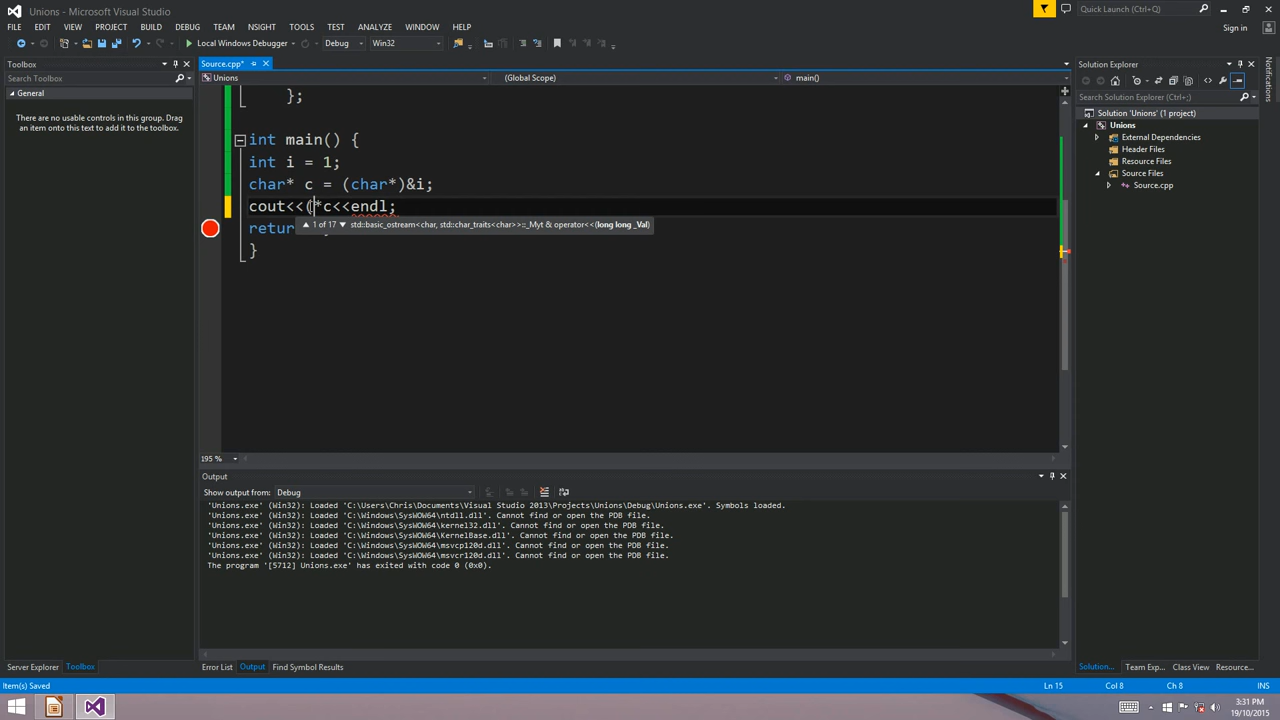 Unions - Microsoft Visual Studio
Quick Launch (Ctrl+Q)
FILE EDIT VIEW PROJECT BUILD DEBUG TEAM NSIGHT TOOLS TEST ANALYZE WINDOW HELP
Sign in
Local Windows Debugger Debug Win32
Toolbox
Search Toolbox
General
There are no usable controls in this group. Drag
an item onto this text to add it to the toolbox.
Source.cpp*
Unions (Global Scope) main()
};
int main() {
int i = 1;
char* c = (char*)&i;
cout<<(*c<<endl;
1 of 17 std::basic_ostream<char, std::char_traits<char>>::_Myt & operator<<(long long _Val)
retur
}
195 %
Output
Show output from: Debug
'Unions.exe' (Win32): Loaded 'C:\Users\Chris\Documents\Visual Studio 2013\Projects\Unions\Debug\Unions.exe'. Symbols loaded.
'Unions.exe' (Win32): Loaded 'C:\Windows\SysWOW64\ntdll.dll'. Cannot find or open the PDB file.
'Unions.exe' (Win32): Loaded 'C:\Windows\SysWOW64\kernel32.dll'. Cannot find or open the PDB file.
'Unions.exe' (Win32): Loaded 'C:\Windows\SysWOW64\KernelBase.dll'. Cannot find or open the PDB file.
'Unions.exe' (Win32): Loaded 'C:\Windows\SysWOW64\msvcp120d.dll'. Cannot find or open the PDB file.
'Unions.exe' (Win32): Loaded 'C:\Windows\SysWOW64\msvcr120d.dll'. Cannot find or open the PDB file.
The program '[5712] Unions.exe' has exited with code 0 (0x0).
Solution Explorer
Search Solution Explorer (Ctrl+;)
Solution 'Unions' (1 project)
Unions
External Dependencies
Header Files
Resource Files
Source Files
Source.cpp
Notifications
Server Explorer Toolbox
Error List Output Find Symbol Results
Solution... Team Exp... Class View Resource...
Item(s) Saved
Ln 15 Col 8 Ch 8 INS
3:31 PM
19/10/2015